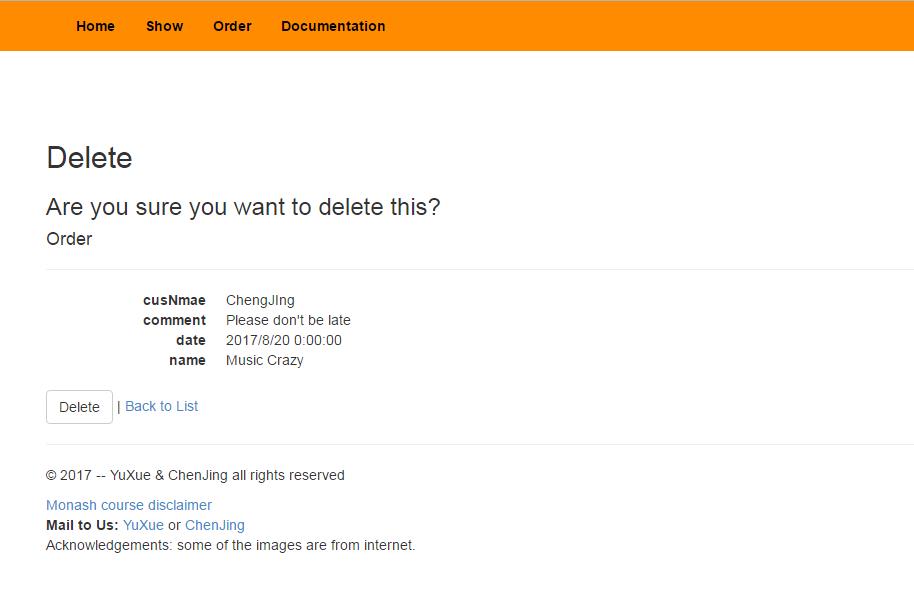 Home Show Order Documentation
Delete
Are you sure you want to delete this?
Order
cusNmae ChengJIng
comment Please don't be late
date 2017/8/20 0:00:00
name Music Crazy
Delete | Back to List
© 2017 -- YuXue & ChenJing all rights reserved
Monash course disclaimer
Mail to Us: YuXue or ChenJing
Acknowledgements: some of the images are from internet.